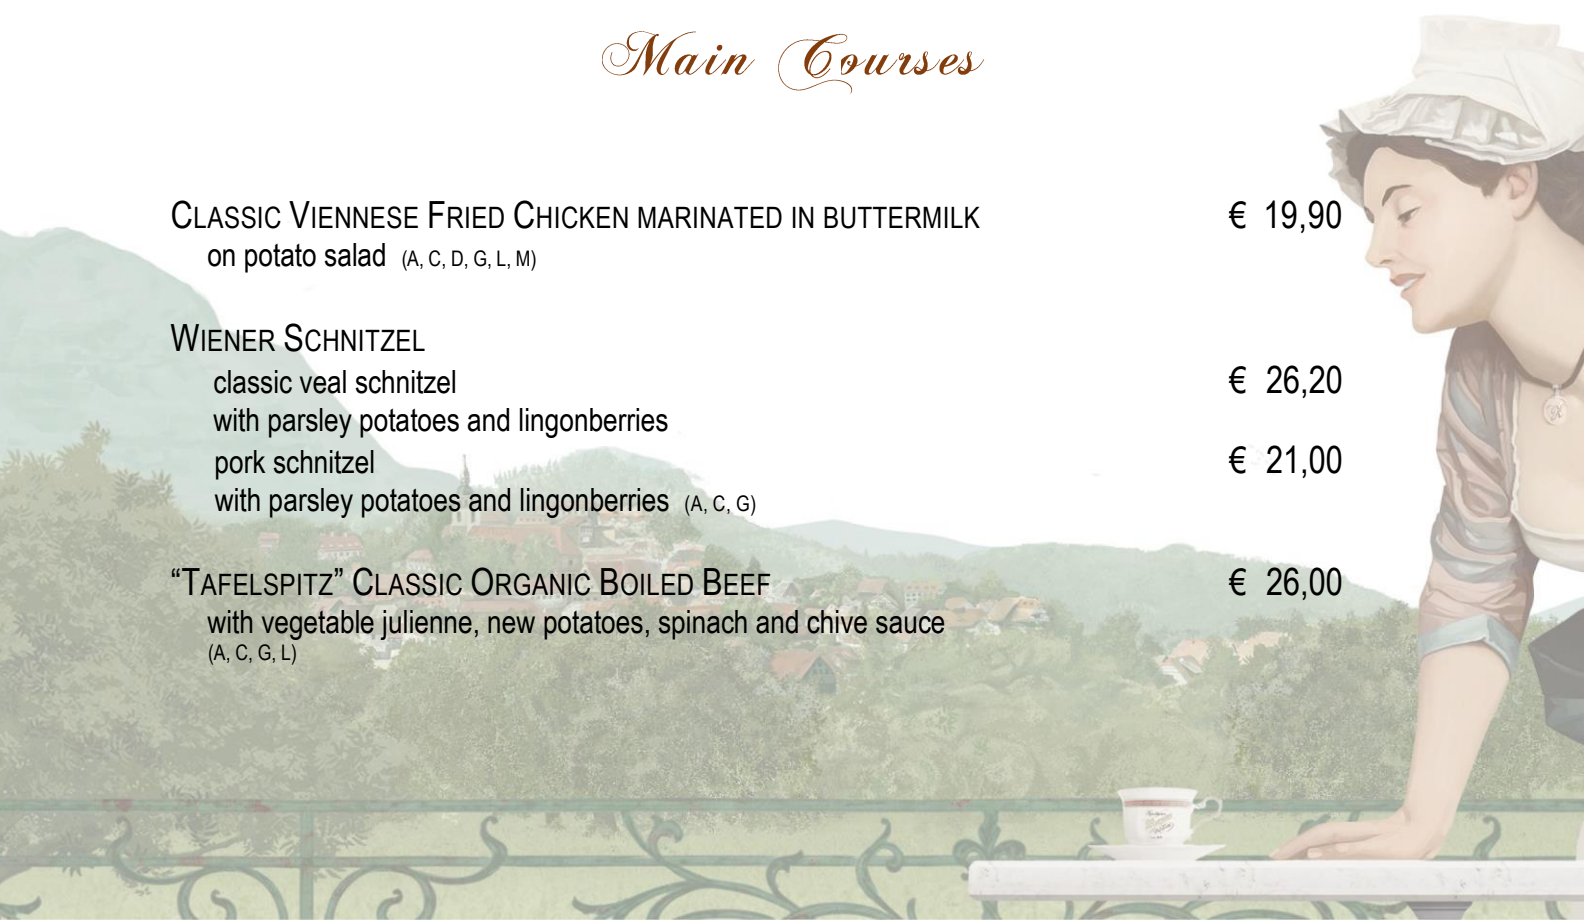 Main Courses
CLASSIC VIENNESE FRIED CHICKEN MARINATED IN BUTTERMILK € 19,90
on potato salad (A, C, D, G, L, M)
WIENER SCHNITZEL
classic veal schnitzel € 26,20
with parsley potatoes and lingonberries
pork schnitzel € 21,00
with parsley potatoes and lingonberries (A, C, G)
“TAFELSPITZ” CLASSIC ORGANIC BOILED BEEF € 26,00
with vegetable julienne, new potatoes, spinach and chive sauce
(A, C, G, L)